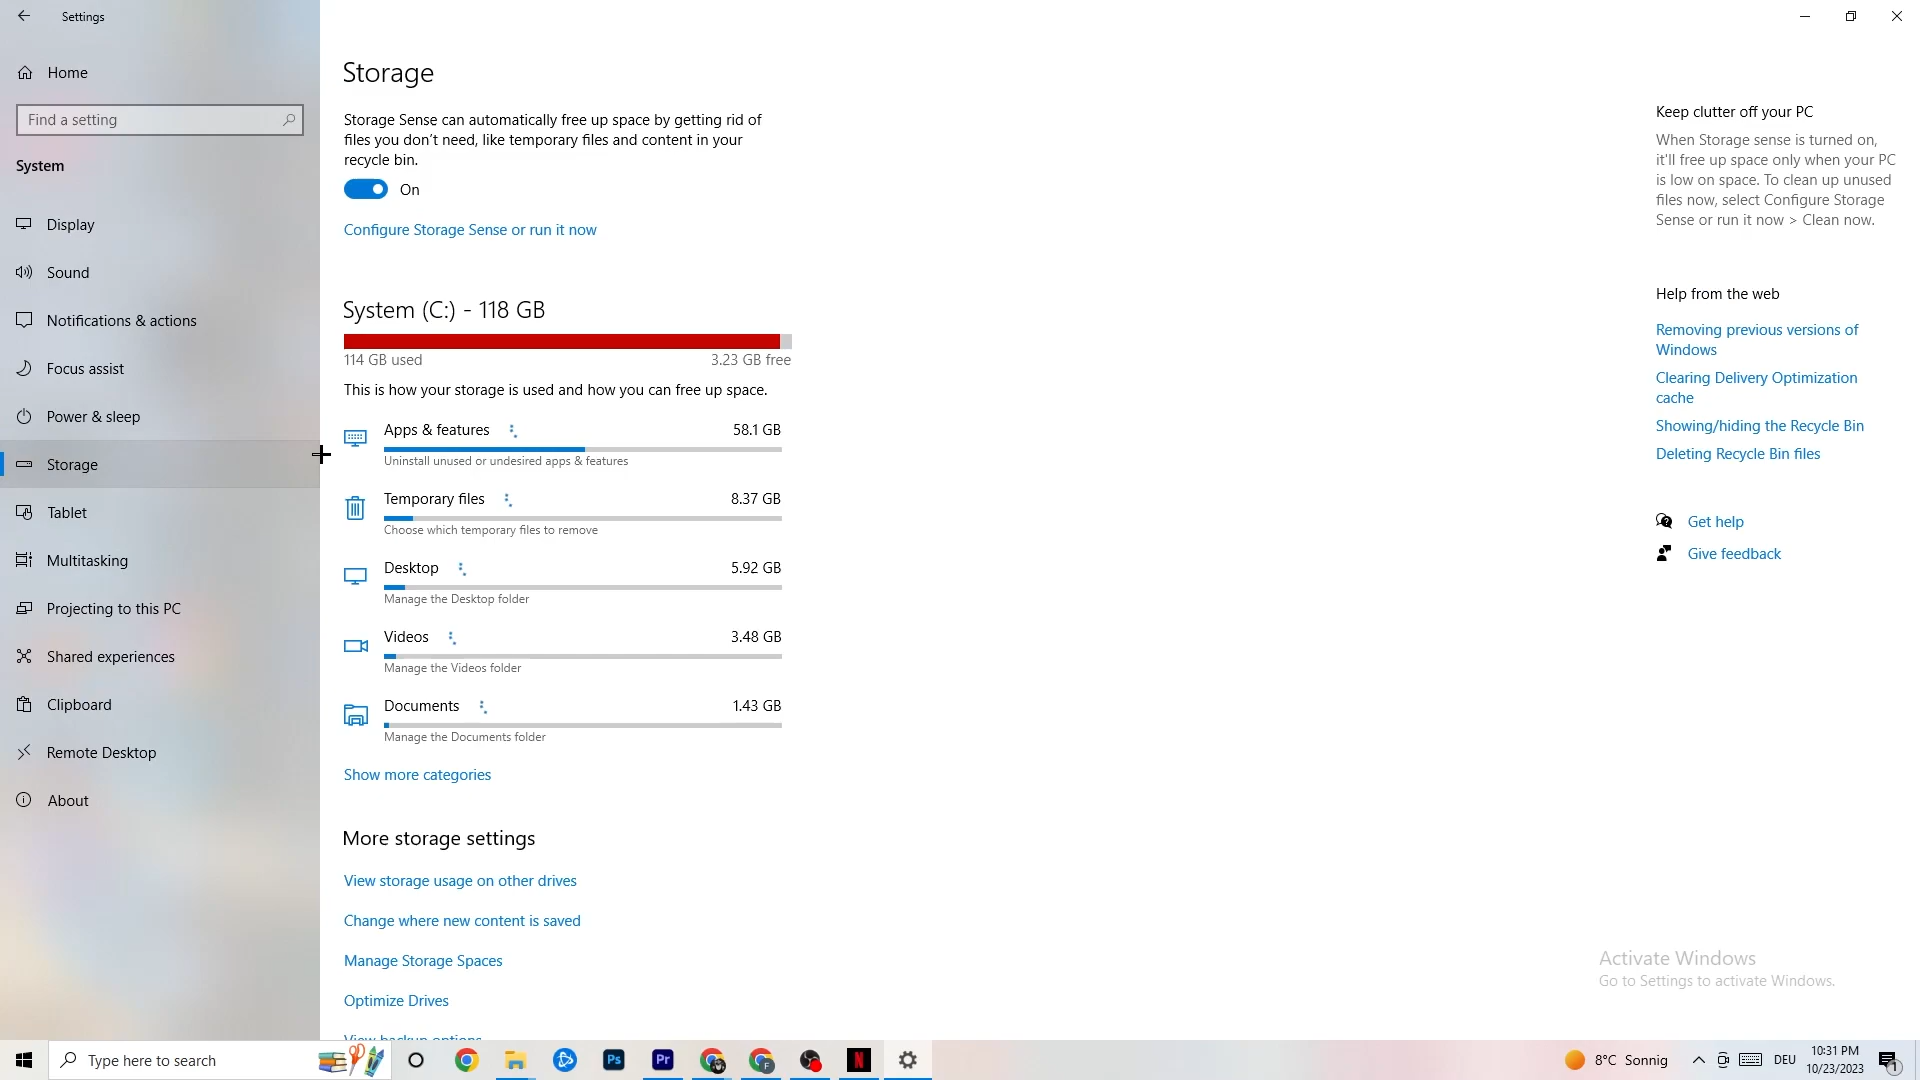 Settings
Home
Find a setting
System
Display
Sound
Notifications & actions
Focus assist
Power & sleep
Storage
Tablet
Multitasking
Projecting to this PC
Shared experiences
Clipboard
Remote Desktop
About
Storage
Storage Sense can automatically free up space by getting rid of
files you don't need, like temporary files and content in your
recycle bin.
On
Configure Storage Sense or run it now
System (C:) - 118 GB
114 GB used 3.23 GB free
This is how your storage is used and how you can free up space.
Apps & features 58.1 GB
Uninstall unused or undesired apps & features
Temporary files 8.37 GB
Choose which temporary files to remove
Desktop 5.92 GB
Manage the Desktop folder
Videos 3.48 GB
Manage the Videos folder
Documents 1.43 GB
Manage the Documents folder
Show more categories
More storage settings
View storage usage on other drives
Change where new content is saved
Manage Storage Spaces
Optimize Drives
View backup options
Keep clutter off your PC
When Storage sense is turned on,
it'll free up space only when your PC
is low on space. To clean up unused
files now, select Configure Storage
Sense or run it now > Clean now.
Help from the web
Removing previous versions of
Windows
Clearing Delivery Optimization
cache
Showing/hiding the Recycle Bin
Deleting Recycle Bin files
Get help
Give feedback
Activate Windows
Go to Settings to activate Windows.
Type here to search
Ps
Pr
F
N
8°C Sonnig
DEU
10:31 PM
10/23/2023
1